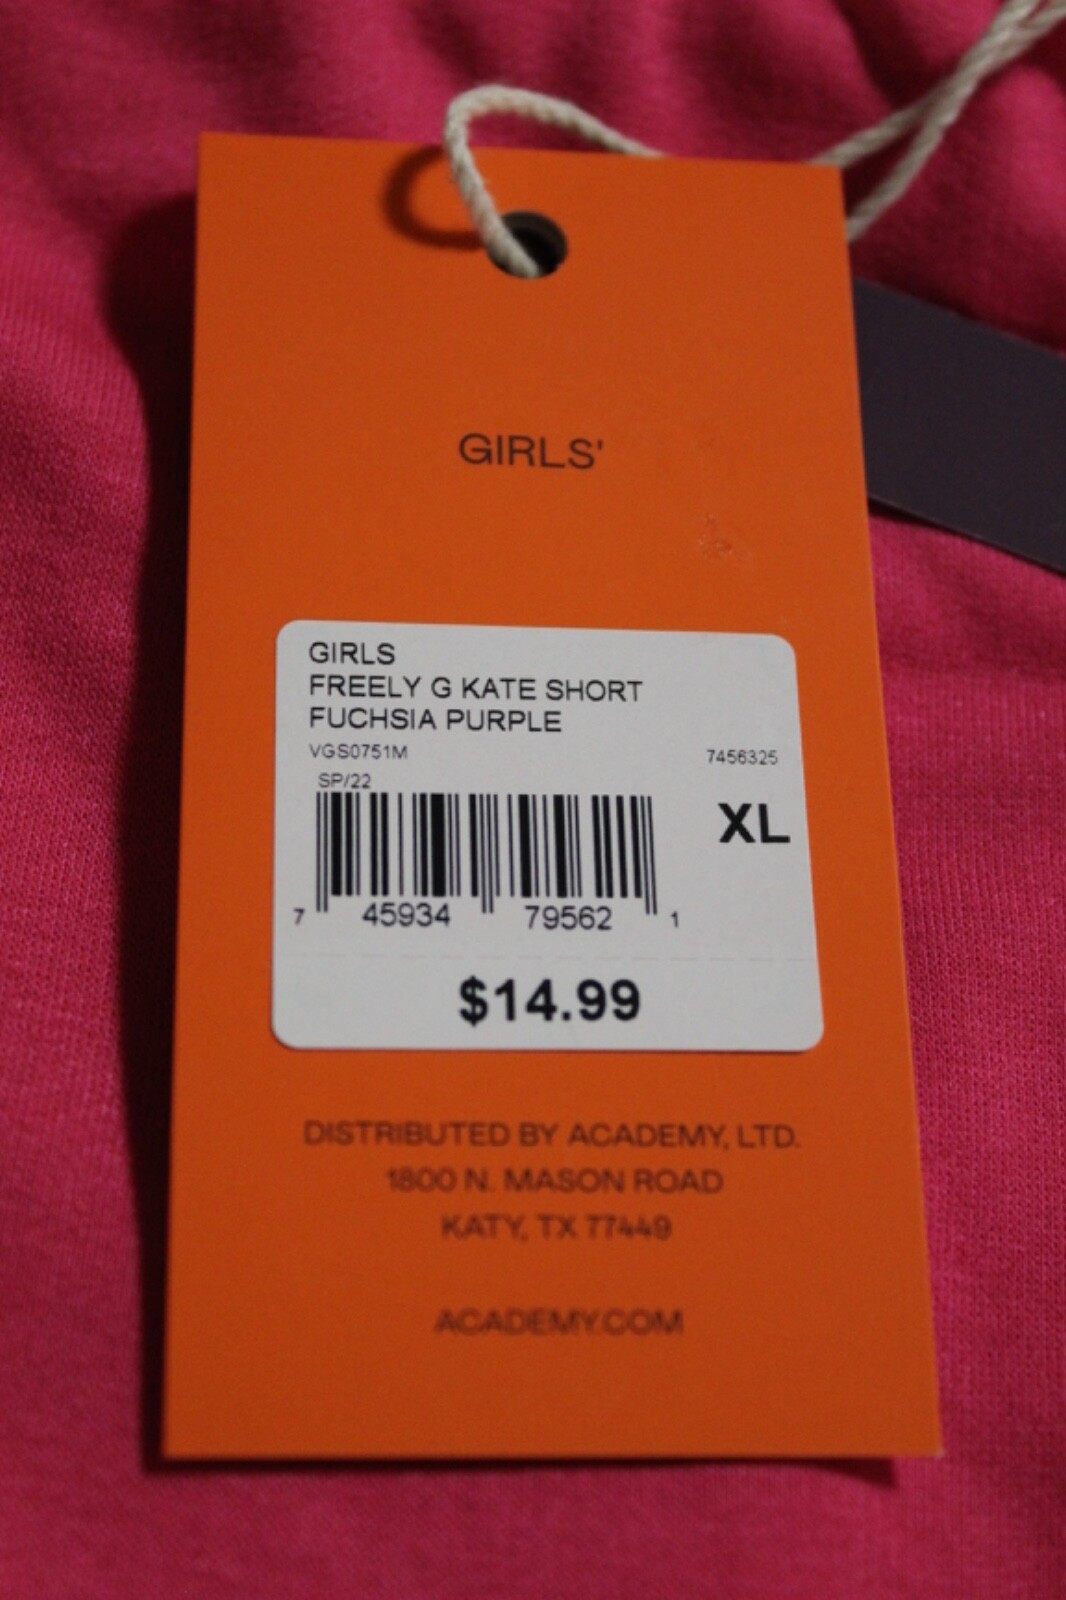 GIRLS'
GIRLS
FREELY G KATE SHORT
FUCHSIA PURPLE
VGS0751M 7456325
SP/22
XL
7 45934 79562 1
$14.99
DISTRIBUTED BY ACADEMY, LTD.
1800 N. MASON ROAD
KATY, TX 77449
ACADEMY.COM